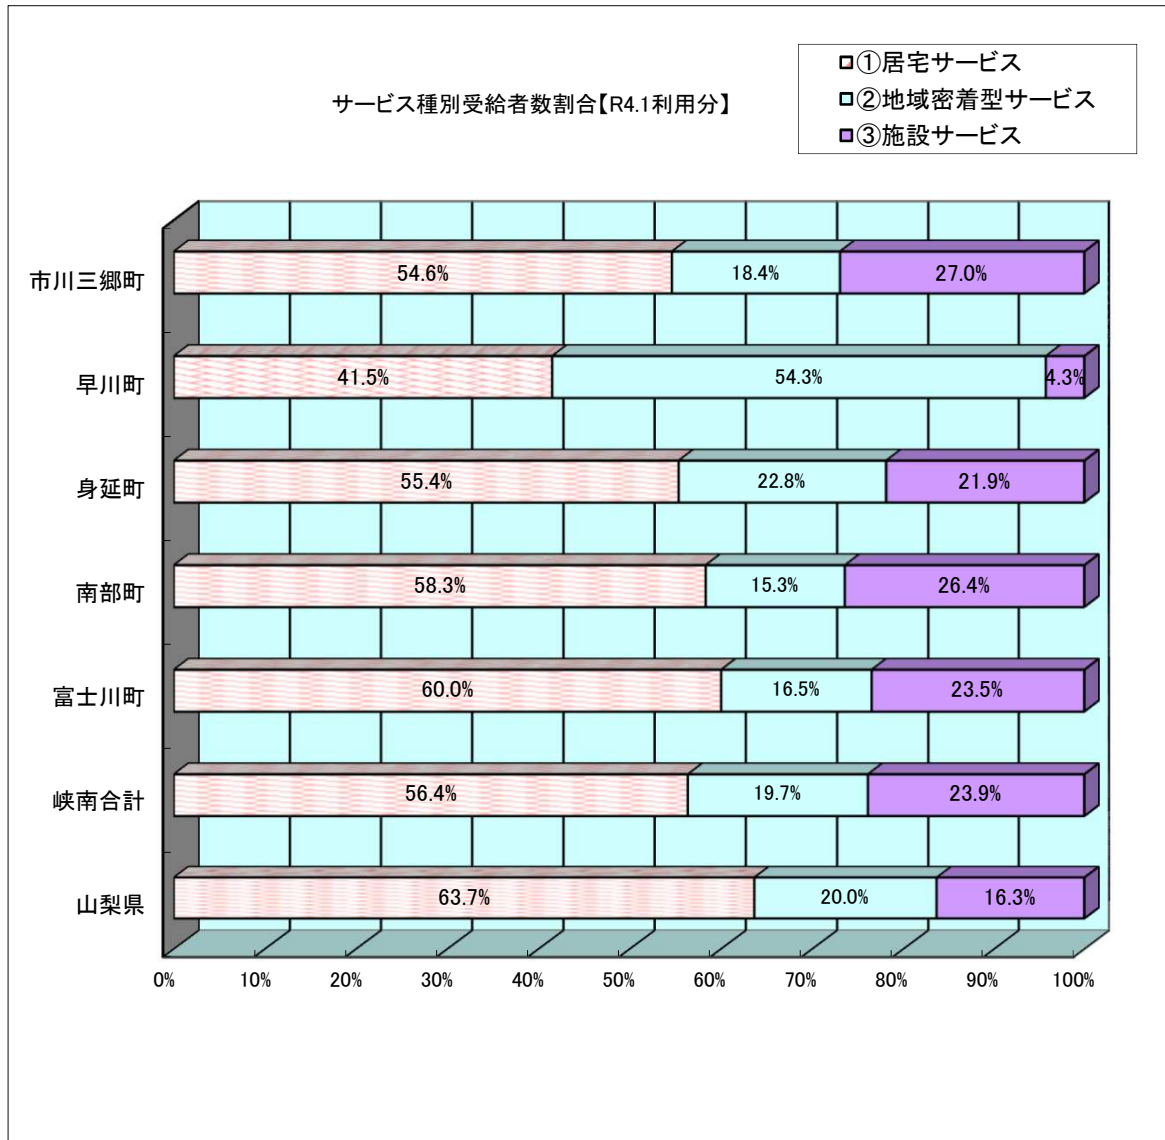 サービス種別受給者数割合【R4.1利用分】
①居宅サービス
②地域密着型サービス
③施設サービス
市川三郷町 54.6% 18.4% 27.0%
早川町 41.5% 54.3% 4.3%
身延町 55.4% 22.8% 21.9%
南部町 58.3% 15.3% 26.4%
富士川町 60.0% 16.5% 23.5%
峡南合計 56.4% 19.7% 23.9%
山梨県 63.7% 20.0% 16.3%
0% 10% 20% 30% 40% 50% 60% 70% 80% 90% 100%